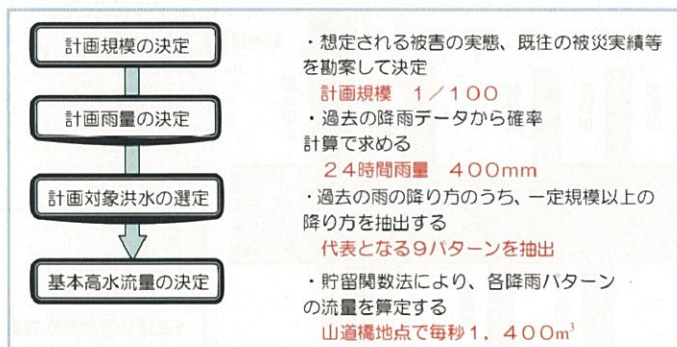 計画規模の決定
・想定される被害の実態、既往の被災実績等
を勘案して決定
計画規模 1/100
計画雨量の決定
・過去の降雨データから確率
計算で求める
24時間雨量 400mm
計画対象洪水の選定
・過去の雨の降り方のうち、一定規模以上の
降り方を抽出する
代表となる9パターンを抽出
基本高水流量の決定
・貯留関数法により、各降雨パターン
の流量を算定する
山道橋地点で毎秒1,400m³